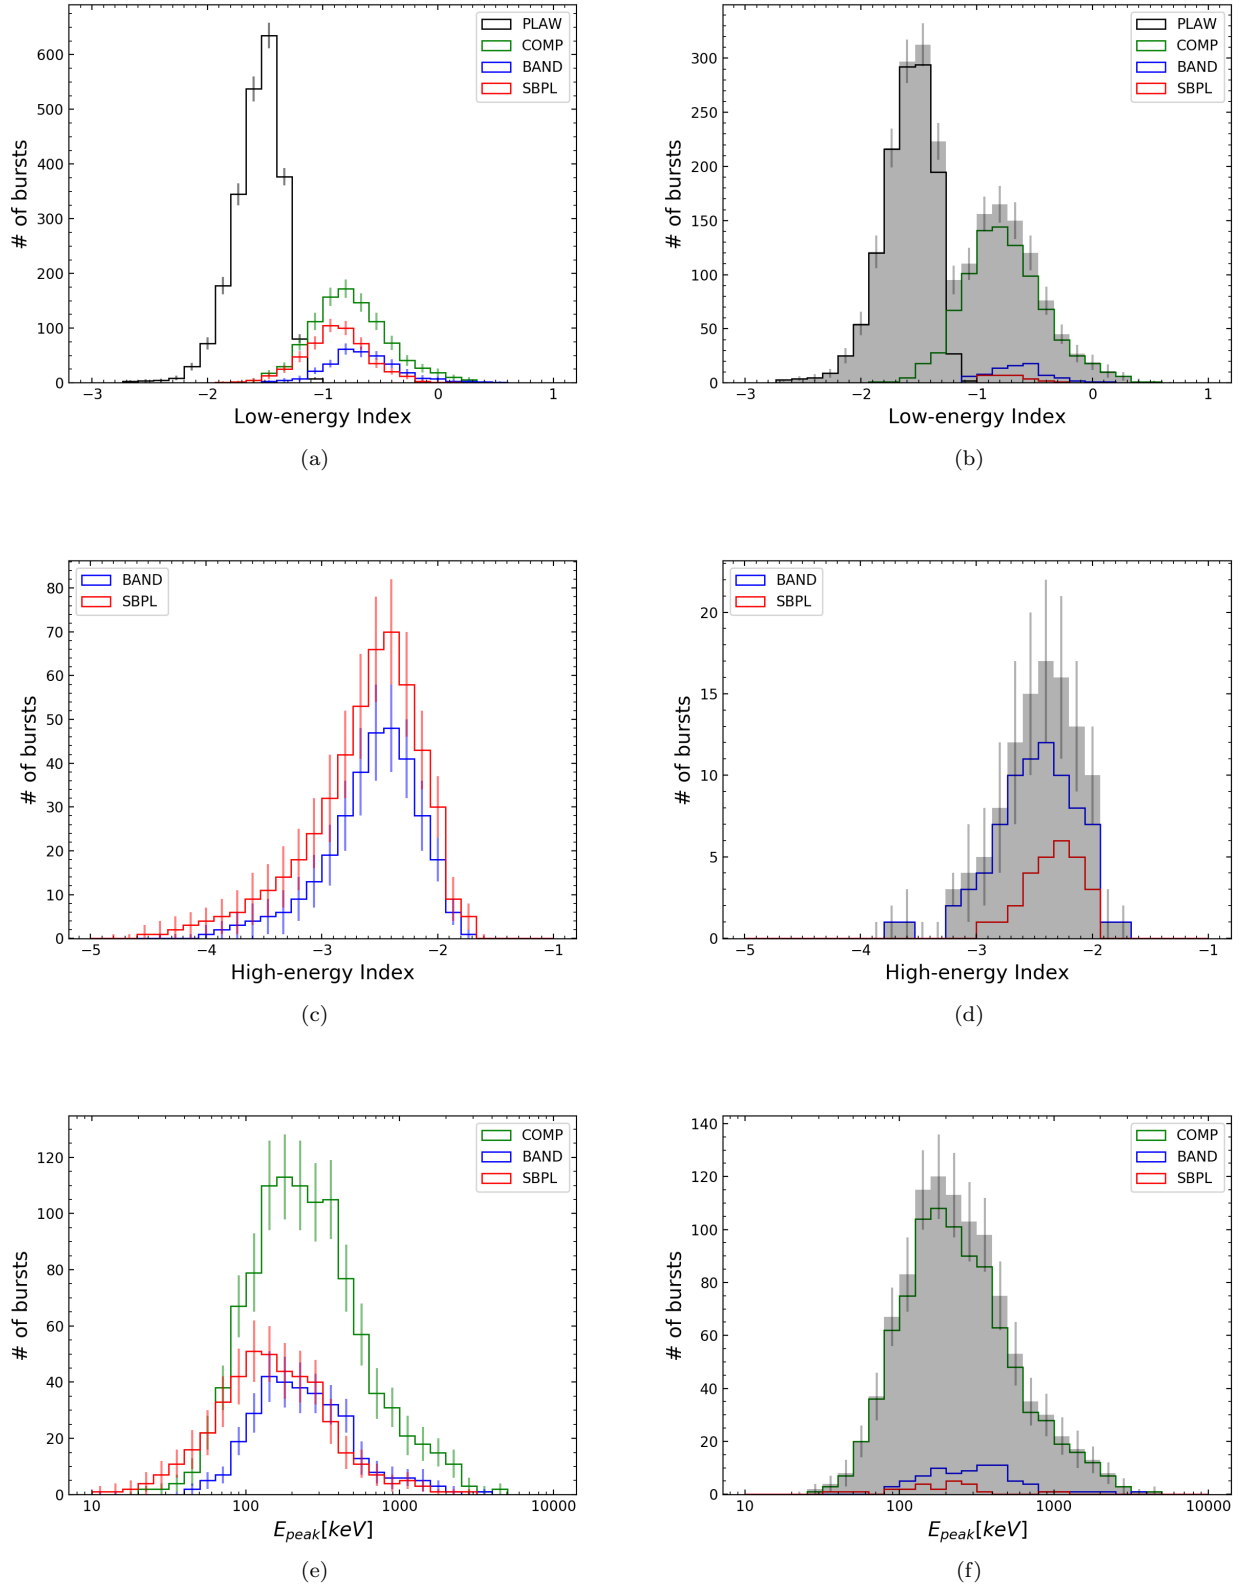 PLAW
COMP
BAND
SBPL
600
500
400
300
200
100
0
# of bursts
−3
−2
−1
0
1
Low-energy Index
(a)
PLAW
COMP
BAND
SBPL
300
250
200
150
100
50
0
# of bursts
−3
−2
−1
0
1
Low-energy Index
(b)
BAND
SBPL
80
70
60
50
40
30
20
10
0
# of bursts
−5
−4
−3
−2
−1
High-energy Index
(c)
BAND
SBPL
20
15
10
5
0
# of bursts
−5
−4
−3
−2
−1
High-energy Index
(d)
COMP
BAND
SBPL
120
100
80
60
40
20
0
# of bursts
10
100
1000
10000
E_peak[keV]
(e)
COMP
BAND
SBPL
140
120
100
80
60
40
20
0
# of bursts
10
100
1000
10000
E_peak[keV]
(f)